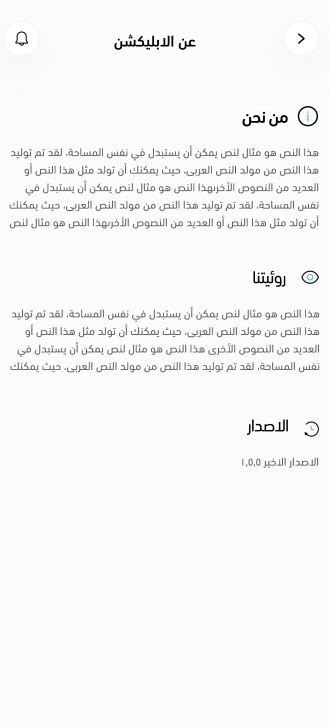 عن الابليكشن
من نحن
هذا النص هو مثال لنص يمكن أن يستبدل في نفس المساحة، لقد تم توليد
هذا النص من مولد النص العربى، حيث يمكنك أن تولد مثل هذا النص أو
العديد من النصوص الأخرىهذا النص هو مثال لنص يمكن أن يستبدل في
نفس المساحة، لقد تم توليد هذا النص من مولد النص العربى، حيث يمكنك
أن تولد مثل هذا النص أو العديد من النصوص الأخرىهذا النص هو مثال لنص
روئيتنا
هذا النص هو مثال لنص يمكن أن يستبدل في نفس المساحة، لقد تم توليد
هذا النص من مولد النص العربى، حيث يمكنك أن تولد مثل هذا النص أو
العديد من النصوص الأخرى هذا النص هو مثال لنص يمكن أن يستبدل في
نفس المساحة، لقد تم توليد هذا النص من مولد النص العربى، حيث يمكنك
الاصدار
الاصدار الاخير ١,٥,٥